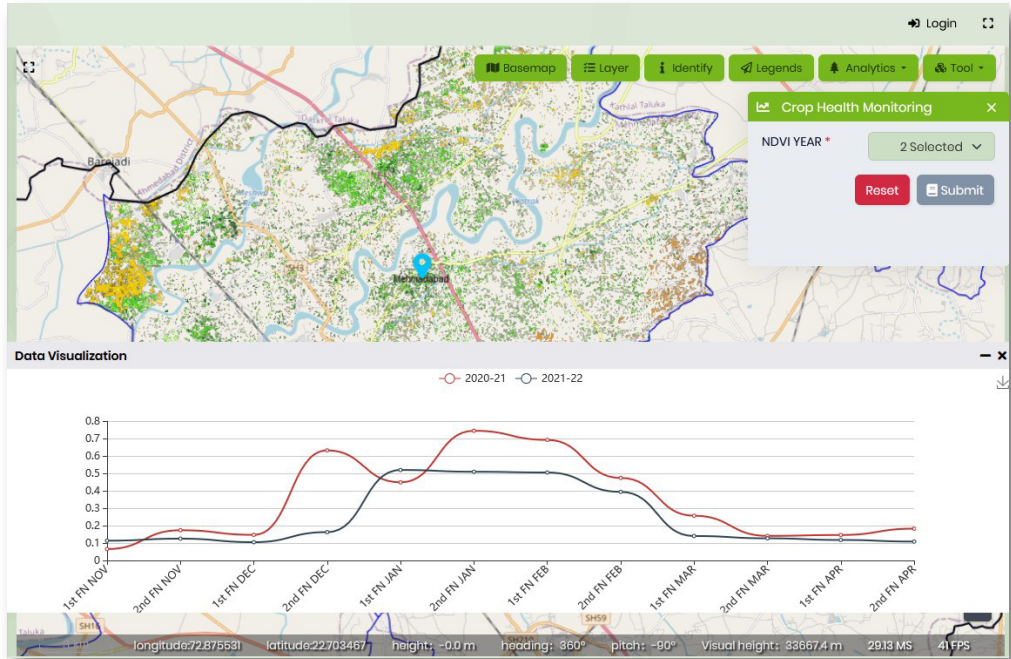 Login
Basemap
Layer
Identify
Legends
Analytics
Tool
Crop Health Monitoring
NDVI YEAR *
2 Selected
Reset
Submit
Taluka
Barejadi
Ahmedabad District
SH3
Mehmedabad
Data Visualization
2020-21
2021-22
0.8
0.7
0.6
0.5
0.4
0.3
0.2
0.1
0
1st FN NOV
2nd FN NOV
1st FN DEC
2nd FN DEC
1st FN JAN
2nd FN JAN
1st FN FEB
2nd FN FEB
1st FN MAR
2nd FN MAR
1st FN APR
2nd FN APR
SH59
Taluka
longitude:72.875531 latitude:22.703467 height: -0.0 m heading: 360° pitch: -90° Visual height: 33667.4 m 29.13 MS 41 FPS